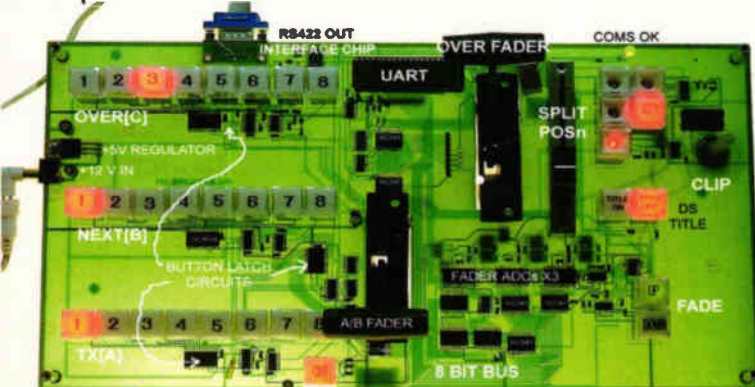 RS422 OUT
INTERFACE CHIP
OVER FADER
COMS OK
1 2 3 4 5 6 7 8
UART
OVER[C]
SPLIT
POSn
+5V REGULATOR
+12 V IN
CLIP
1 2 3 4 5 6 7 8
DS
TITLE
NEXT[B]
BUTTON LATCH
CIRCUITS
FADER ADCs X3
UP
FADE
DOWN
1 2 3 4 5 6 7 8
A/B FADER
TX[A]
8 BIT BUS